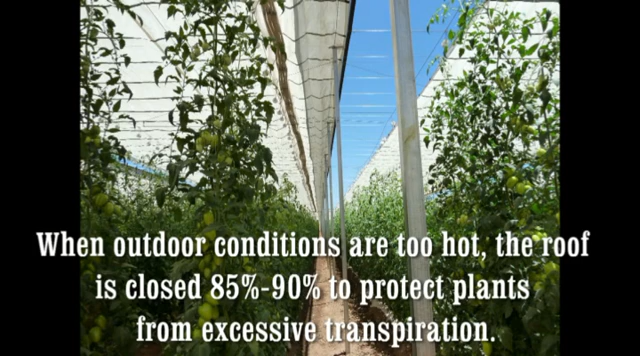 When outdoor conditions are too hot, the roof
is closed 85%-90% to protect plants
from excessive transpiration.